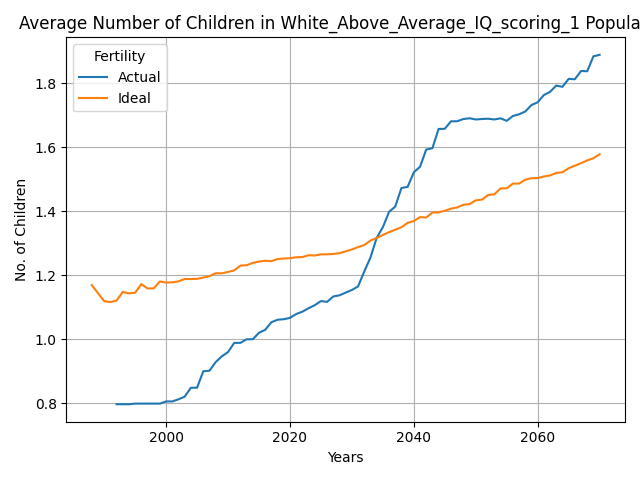 Average Number of Children in White_Above_Average_IQ_scoring_1 Popula
Fertility
Actual
Ideal
No. of Children
1.8
1.6
1.4
1.2
1.0
0.8
2000 2020 2040 2060
Years